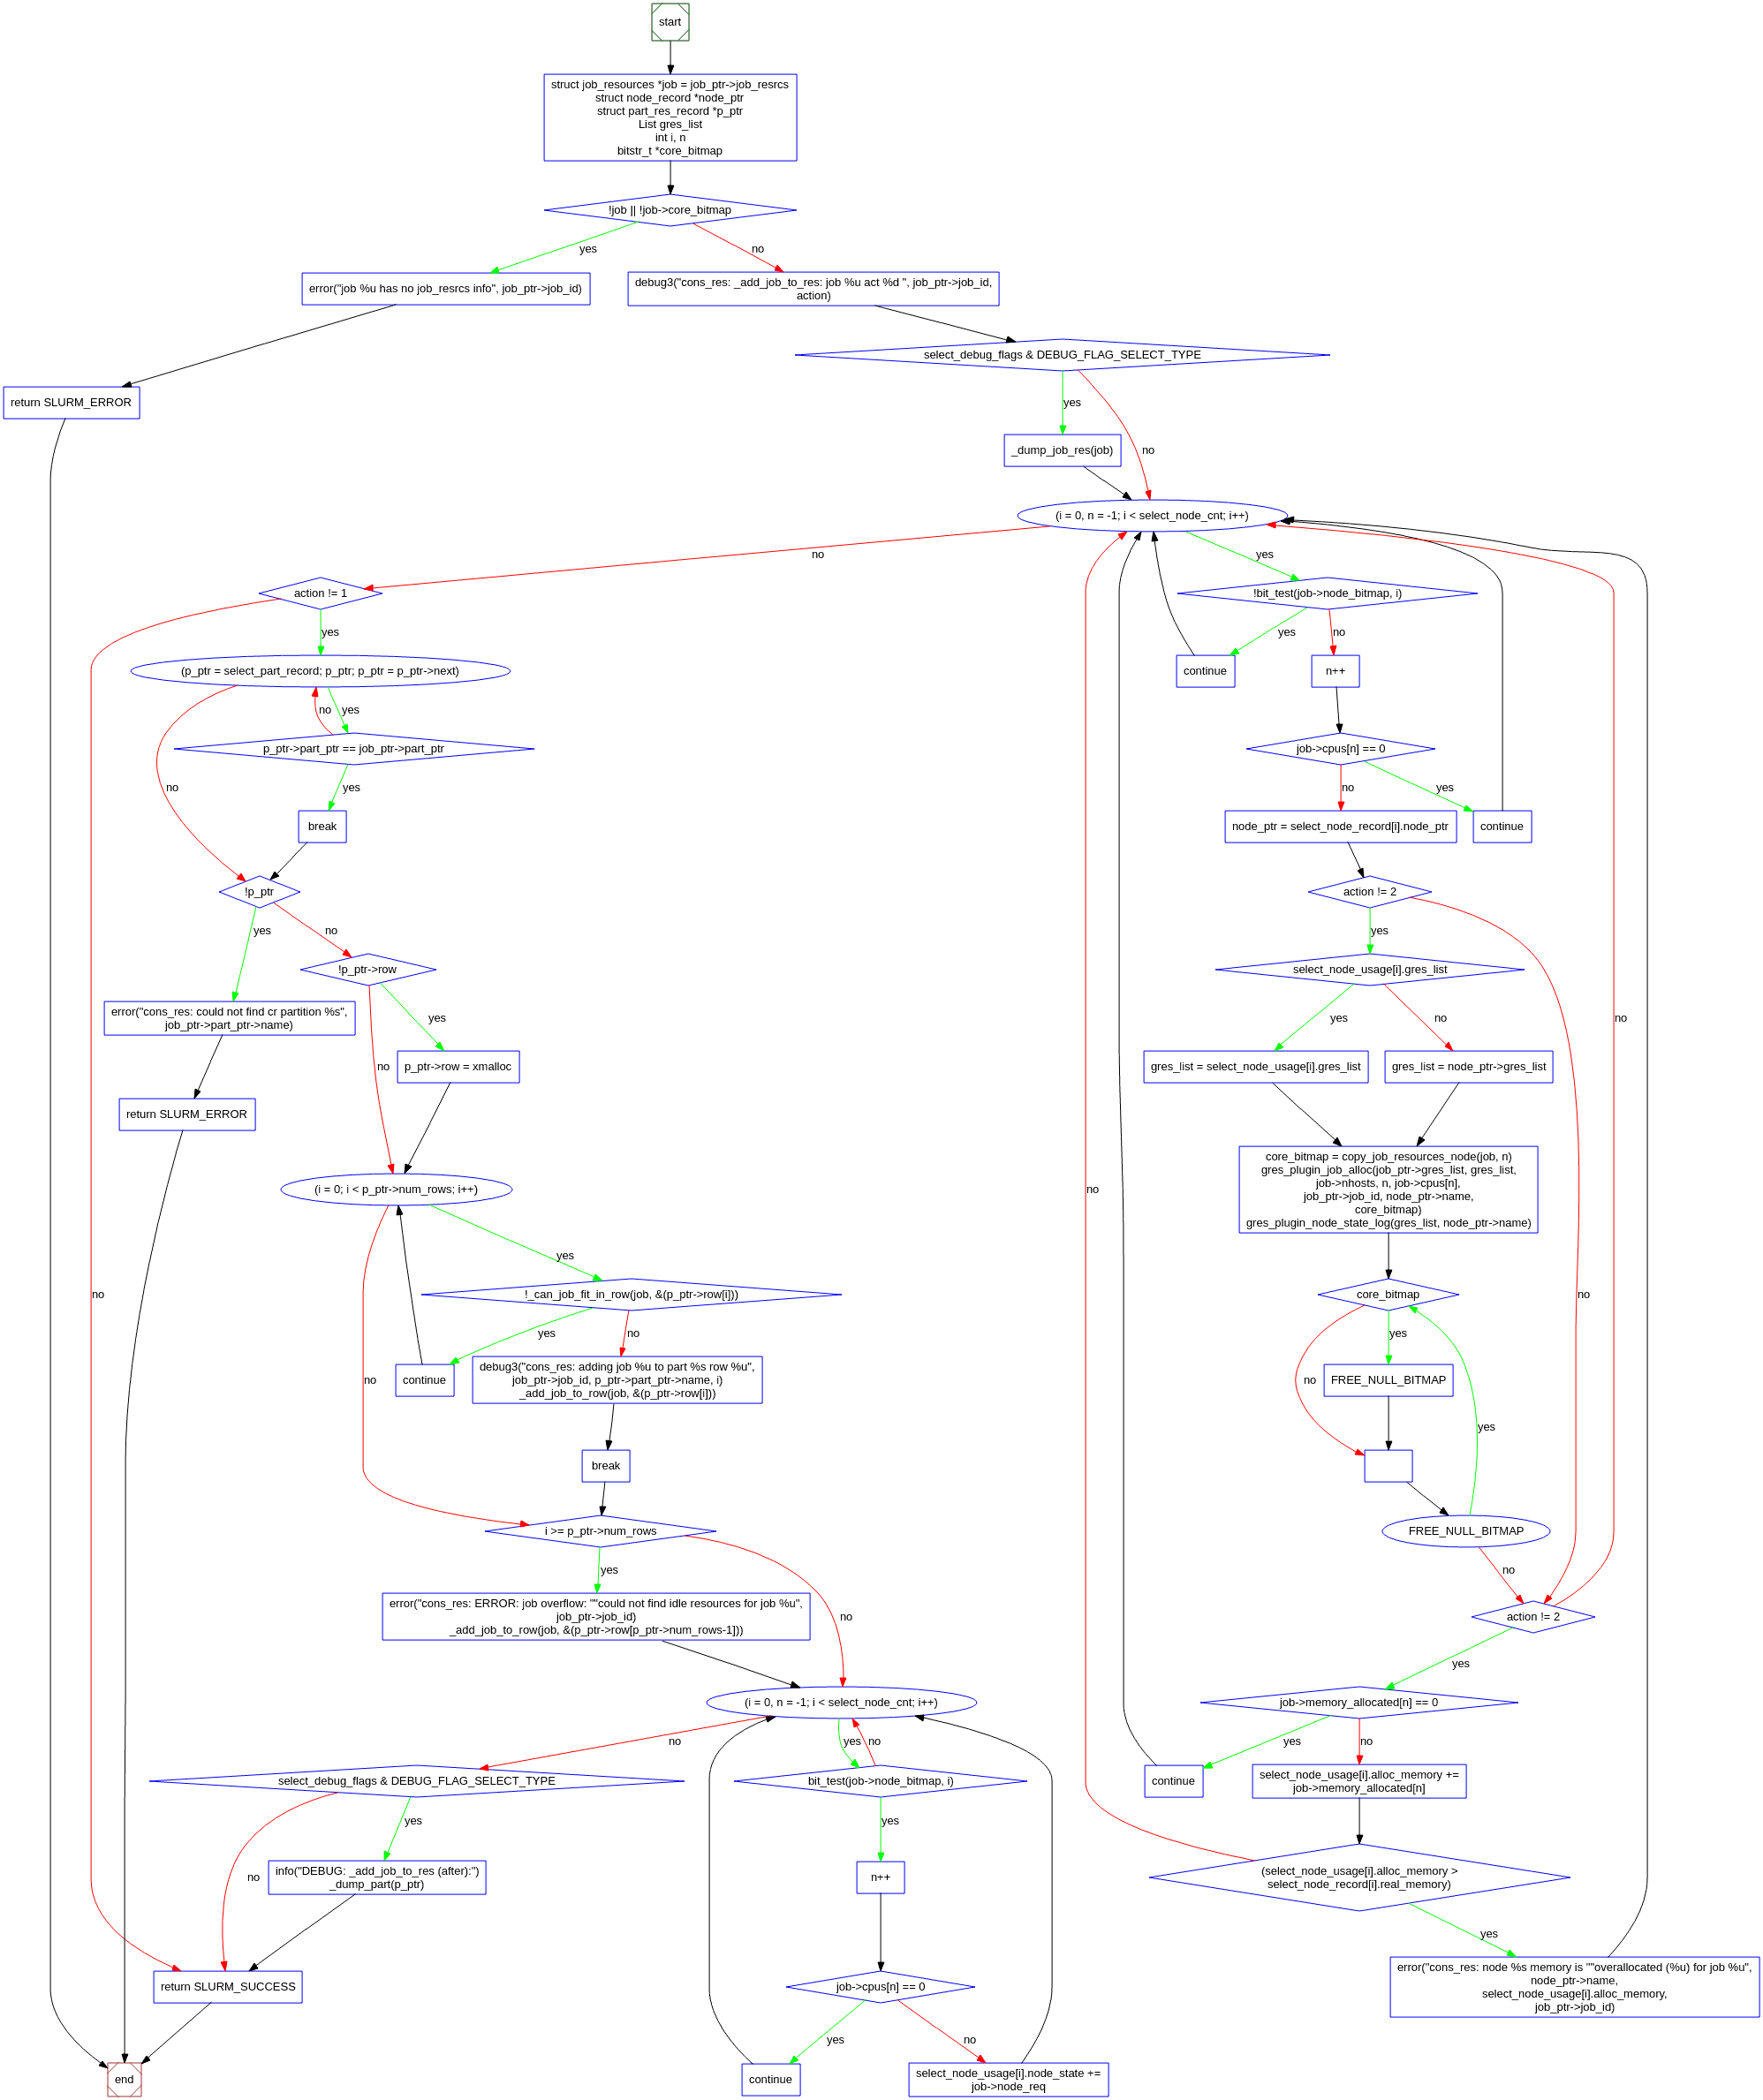 start
struct job_resources *job = job_ptr->job_resrcs
struct node_record *node_ptr
struct part_res_record *p_ptr
List gres_list
int i, n
bitstr_t *core_bitmap
!job || !job->core_bitmap
yes
no
error("job %u has no job_resrcs info", job_ptr->job_id)
debug3("cons_res: _add_job_to_res: job %u act %d ", job_ptr->job_id,
action)
select_debug_flags & DEBUG_FLAG_SELECT_TYPE
return SLURM_ERROR
yes
no
_dump_job_res(job)
(i = 0, n = -1; i < select_node_cnt; i++)
no
yes
action != 1
!bit_test(job->node_bitmap, i)
yes
yes
no
(p_ptr = select_part_record; p_ptr; p_ptr = p_ptr->next)
continue
n++
no
yes
p_ptr->part_ptr == job_ptr->part_ptr
job->cpus[n] == 0
no
yes
no
yes
break
node_ptr = select_node_record[i].node_ptr
continue
!p_ptr
action != 2
yes
no
yes
!p_ptr->row
select_node_usage[i].gres_list
error("cons_res: could not find cr partition %s",
job_ptr->part_ptr->name)
yes
yes
no
no
no
p_ptr->row = xmalloc
gres_list = select_node_usage[i].gres_list
gres_list = node_ptr->gres_list
return SLURM_ERROR
(i = 0; i < p_ptr->num_rows; i++)
no
core_bitmap = copy_job_resources_node(job, n)
gres_plugin_job_alloc(job_ptr->gres_list, gres_list,
job->nhosts, n, job->cpus[n],
job_ptr->job_id, node_ptr->name,
core_bitmap)
gres_plugin_node_state_log(gres_list, node_ptr->name)
yes
no
!_can_job_fit_in_row(job, &(p_ptr->row[i]))
core_bitmap
no
yes
no
yes
no
no
continue
debug3("cons_res: adding job %u to part %s row %u",
job_ptr->job_id, p_ptr->part_ptr->name, i)
_add_job_to_row(job, &(p_ptr->row[i]))
FREE_NULL_BITMAP
yes
break
i >= p_ptr->num_rows
FREE_NULL_BITMAP
yes
no
error("cons_res: ERROR: job overflow: ""could not find idle resources for job %u",
job_ptr->job_id)
_add_job_to_row(job, &(p_ptr->row[p_ptr->num_rows-1]))
no
action != 2
yes
(i = 0, n = -1; i < select_node_cnt; i++)
job->memory_allocated[n] == 0
no
yes
no
yes
no
select_debug_flags & DEBUG_FLAG_SELECT_TYPE
bit_test(job->node_bitmap, i)
continue
select_node_usage[i].alloc_memory +=
job->memory_allocated[n]
yes
yes
no
info("DEBUG: _add_job_to_res (after):")
_dump_part(p_ptr)
n++
(select_node_usage[i].alloc_memory >
select_node_record[i].real_memory)
yes
return SLURM_SUCCESS
job->cpus[n] == 0
error("cons_res: node %s memory is ""overallocated (%u) for job %u",
node_ptr->name,
select_node_usage[i].alloc_memory,
job_ptr->job_id)
yes
no
end
continue
select_node_usage[i].node_state +=
job->node_req